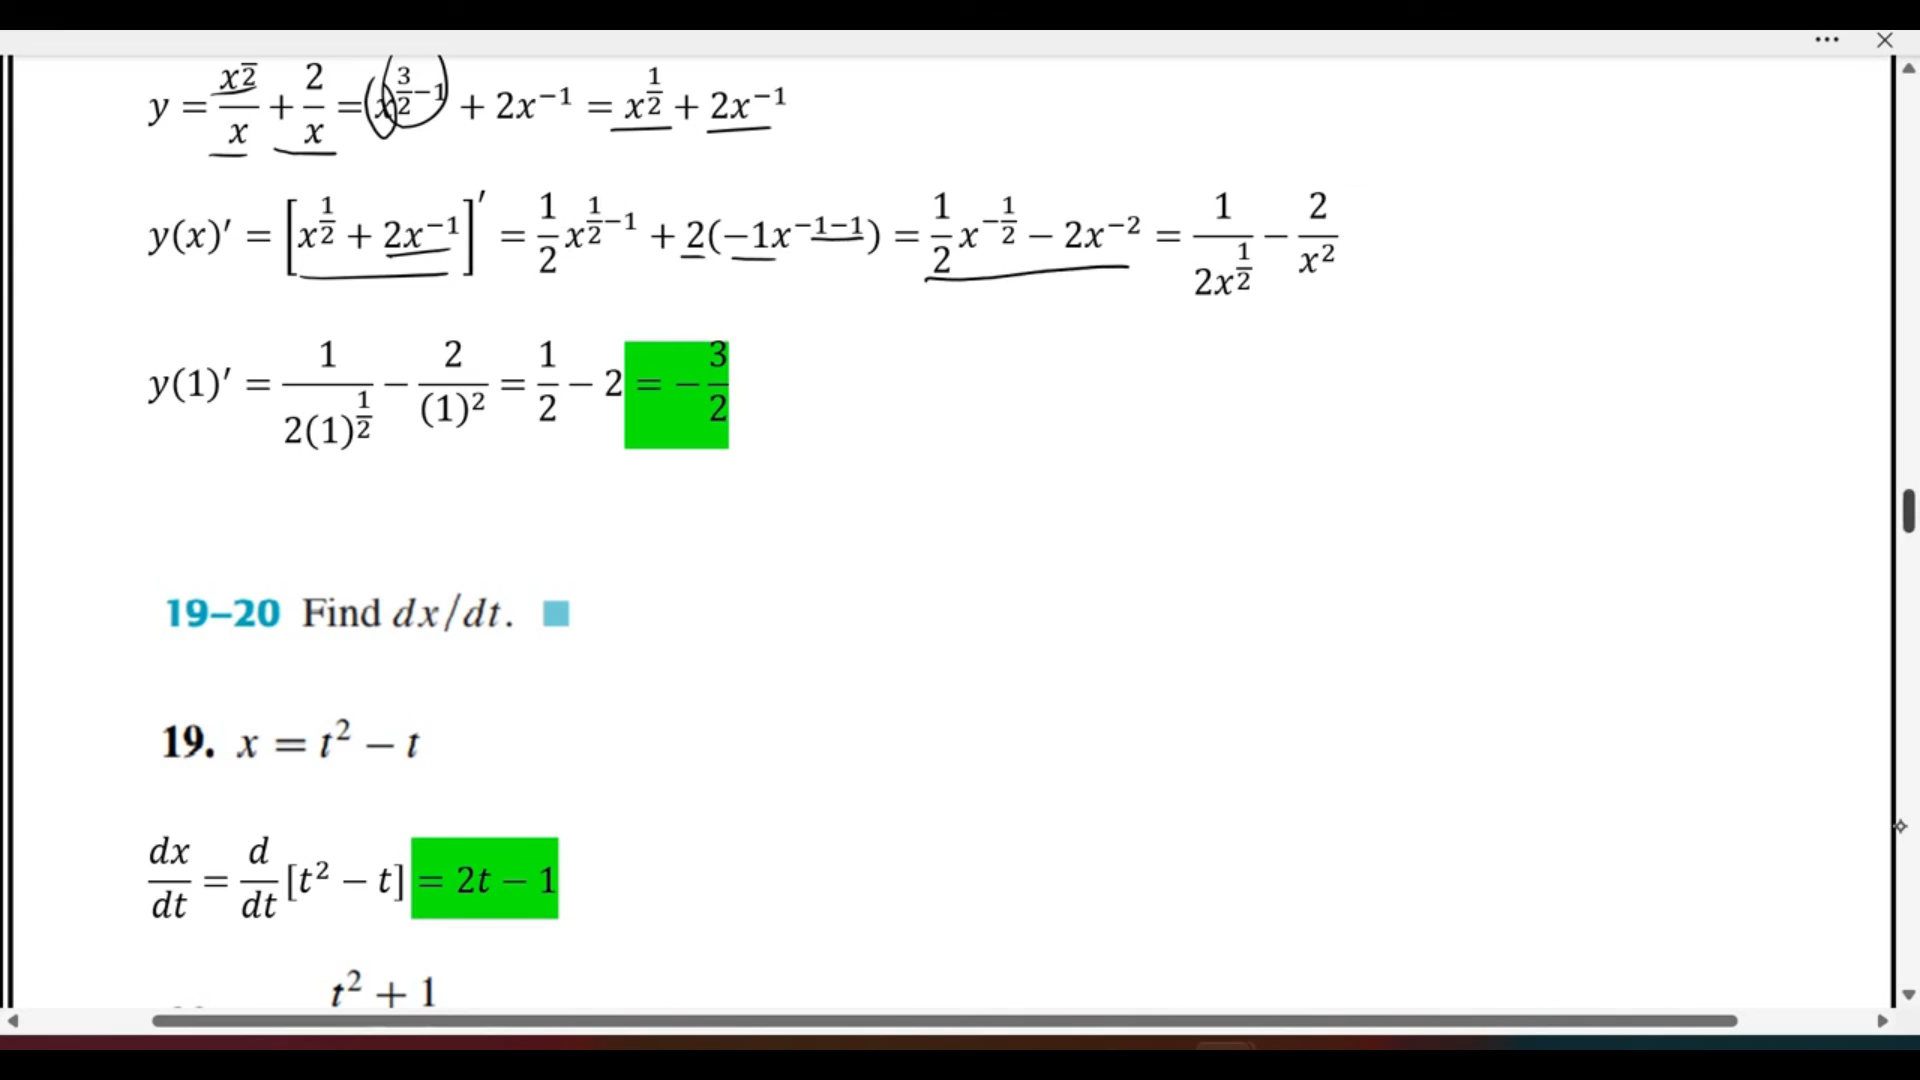 y = x^(3/2)/x + 2/x = x^(3/2 −1) + 2x^−1 = x^(1/2) + 2x^−1
y(x)′ = [x^(1/2) + 2x^−1]′ = 1/2 x^(1/2 −1) + 2(−1x^(−1−1)) = 1/2 x^(−1/2) − 2x^−2 = 1/(2x^(1/2)) − 2/x^2
y(1)′ = 1/(2(1)^(1/2)) − 2/(1)^2 = 1/2 − 2 = −3/2
19–20 Find dx/dt.
19. x = t^2 − t
dx/dt = d/dt [t^2 − t] = 2t − 1
t^2 + 1